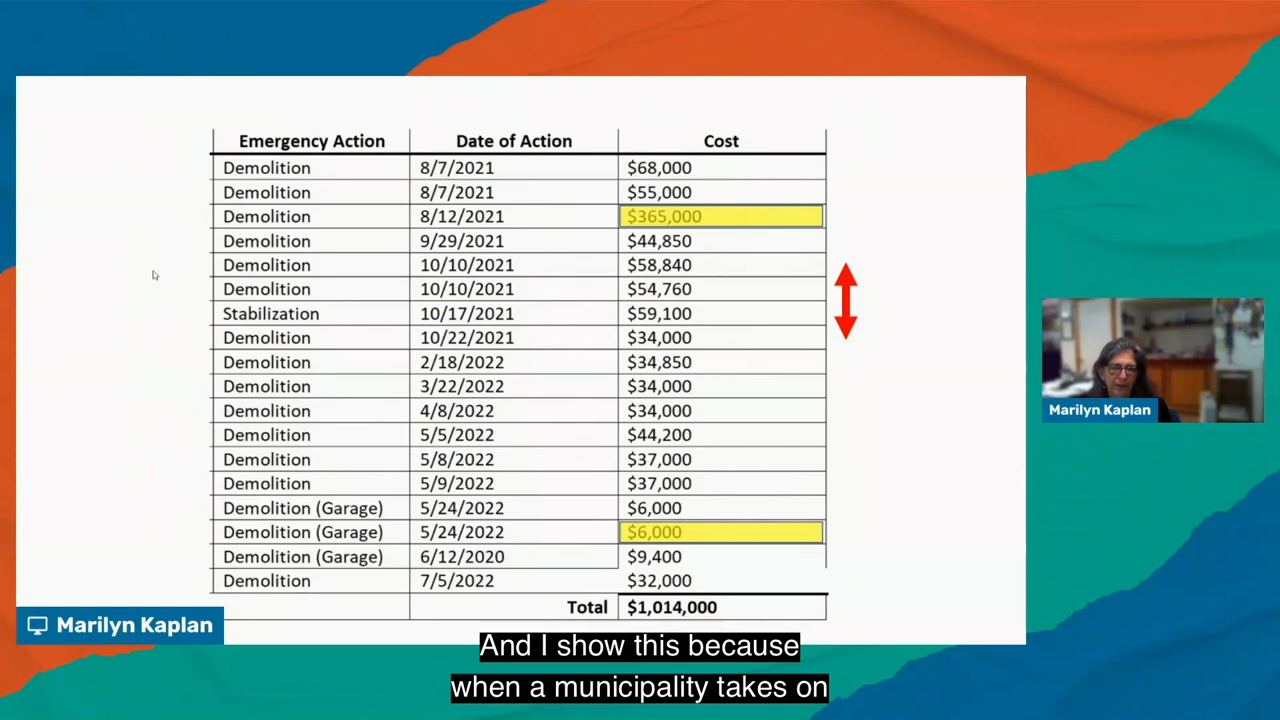 Emergency Action Date of Action Cost
Demolition 8/7/2021 $68,000
Demolition 8/7/2021 $55,000
Demolition 8/12/2021 $365,000
Demolition 9/29/2021 $44,850
Demolition 10/10/2021 $58,840
Demolition 10/10/2021 $54,760
Stabilization 10/17/2021 $59,100
Demolition 10/22/2021 $34,000
Demolition 2/18/2022 $34,850
Demolition 3/22/2022 $34,000
Demolition 4/8/2022 $34,000
Demolition 5/5/2022 $44,200
Demolition 5/8/2022 $37,000
Demolition 5/9/2022 $37,000
Demolition (Garage) 5/24/2022 $6,000
Demolition (Garage) 5/24/2022 $6,000
Demolition (Garage) 6/12/2020 $9,400
Demolition 7/5/2022 $32,000
Total $1,014,000
Marilyn Kaplan
Marilyn Kaplan
And I show this because
when a municipality takes on